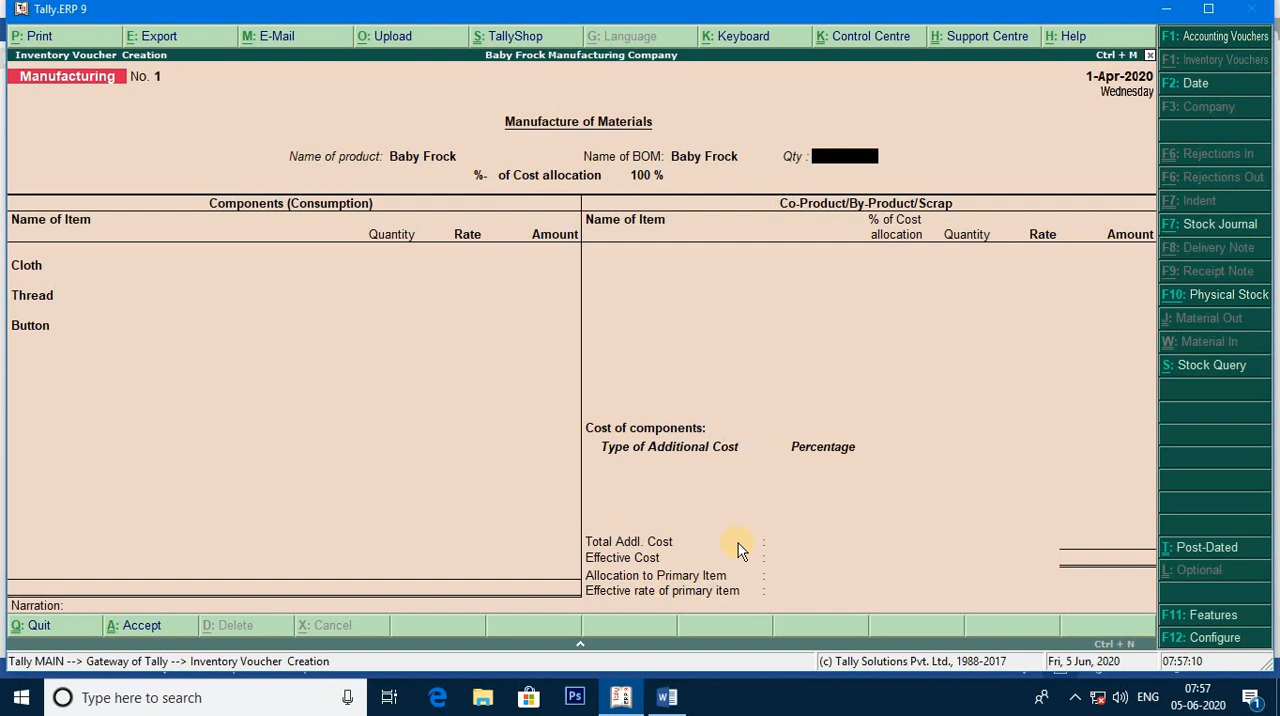 Tally.ERP 9
P: Print E: Export M: E-Mail O: Upload S: TallyShop G: Language K: Keyboard K: Control Centre H: Support Centre H: Help
F1: Accounting Vouchers
Inventory Voucher Creation Baby Frock Manufacturing Company Ctrl + M
F1: Inventory Vouchers
Manufacturing No. 1 1-Apr-2020
F2: Date
Wednesday
F3: Company
Manufacture of Materials
Name of product: Baby Frock Name of BOM: Baby Frock Qty :
F6: Rejections In
%- of Cost allocation 100 %
F6: Rejections Out
Components (Consumption) Co-Product/By-Product/Scrap
F7: Indent
Name of Item Name of Item % of Cost
F7: Stock Journal
Quantity Rate Amount allocation Quantity Rate Amount
F8: Delivery Note
Cloth
F9: Receipt Note
Thread
F10: Physical Stock
Button
J: Material Out
W: Material In
S: Stock Query
Cost of components:
Type of Additional Cost Percentage
Total Addl. Cost :
T: Post-Dated
Effective Cost :
L: Optional
Allocation to Primary Item :
Effective rate of primary item :
Narration:
F11: Features
Q: Quit A: Accept D: Delete X: Cancel
F12: Configure
Ctrl + N
Tally MAIN --> Gateway of Tally --> Inventory Voucher Creation (c) Tally Solutions Pvt. Ltd., 1988-2017 Fri, 5 Jun, 2020 07:57:10
Type here to search ENG 07:57
05-06-2020